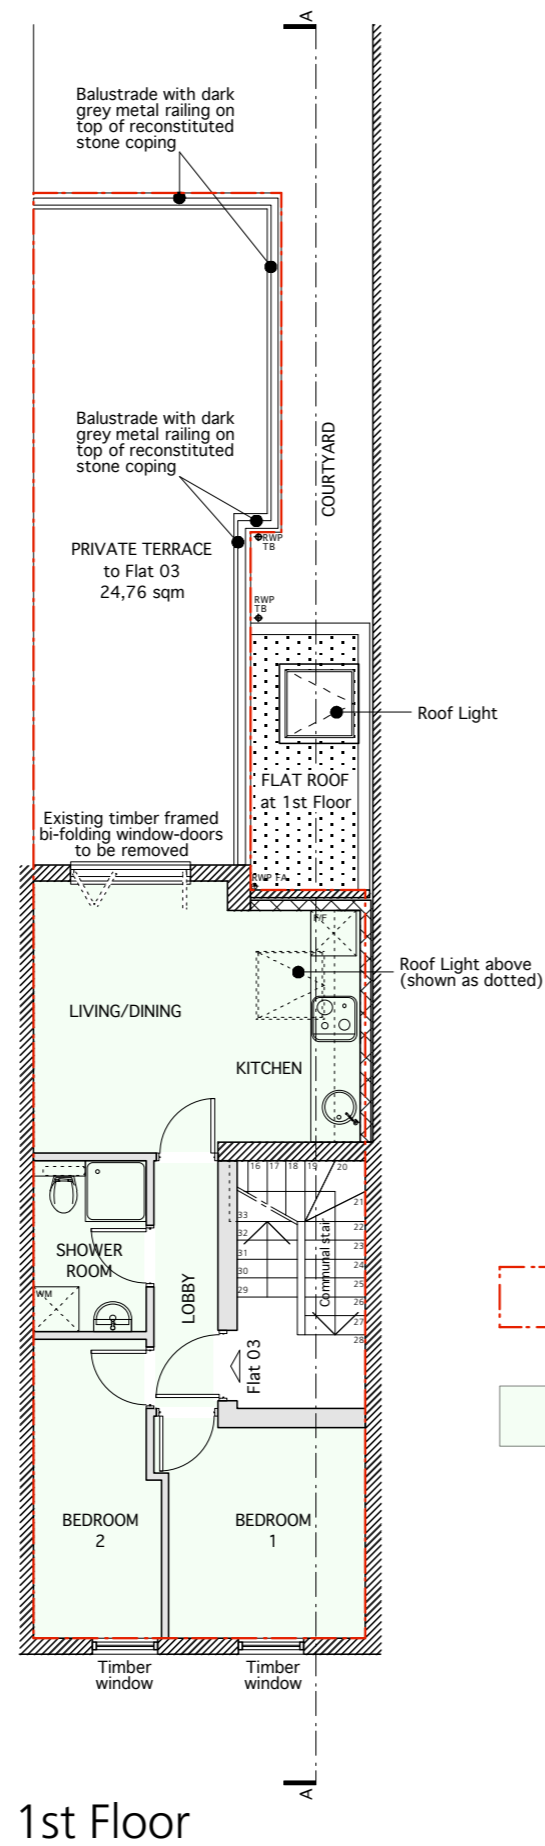 A
Balustrade with dark
grey metal railing on
top of reconstituted
stone coping
Balustrade with dark
grey metal railing on
top of reconstituted
stone coping
COURTYARD
RWP
TB
PRIVATE TERRACE
to Flat 03
24,76 sqm
RWP
TB
Roof Light
FLAT ROOF
at 1st Floor
Existing timber framed
bi-folding window-doors
to be removed
RWP FA
F/F
Roof Light above
(shown as dotted)
LIVING/DINING
KITCHEN
16 17 18 19 20
21
33
22
32
23
31
24
30
25
29
26
27
28
Communal stair
SHOWER
ROOM
WM
LOBBY
Flat 03
BEDROOM
2
BEDROOM
1
Timber
window
Timber
window
A
1st Floor